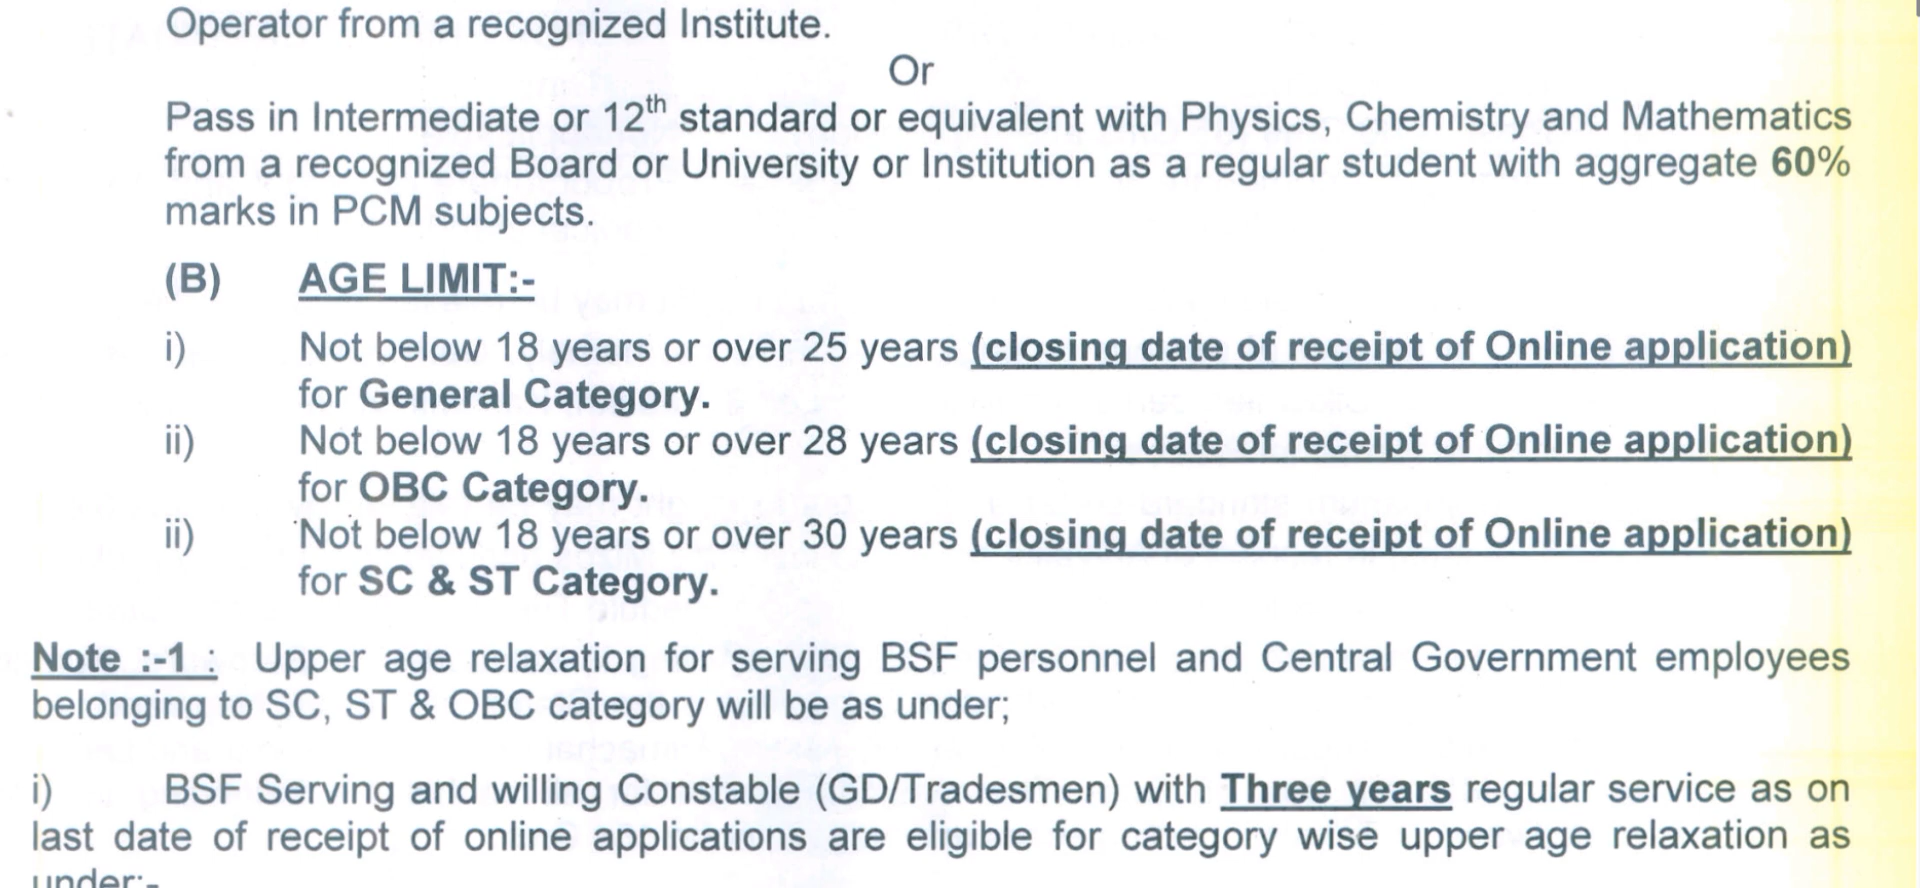 Operator from a recognized Institute.
Or
Pass in Intermediate or 12th standard or equivalent with Physics, Chemistry and Mathematics
from a recognized Board or University or Institution as a regular student with aggregate 60%
marks in PCM subjects.
(B) AGE LIMIT:-
i) Not below 18 years or over 25 years (closing date of receipt of Online application)
for General Category.
ii) Not below 18 years or over 28 years (closing date of receipt of Online application)
for OBC Category.
ii) Not below 18 years or over 30 years (closing date of receipt of Online application)
for SC & ST Category.
Note :-1 : Upper age relaxation for serving BSF personnel and Central Government employees
belonging to SC, ST & OBC category will be as under;
i) BSF Serving and willing Constable (GD/Tradesmen) with Three years regular service as on
last date of receipt of online applications are eligible for category wise upper age relaxation as
under:-